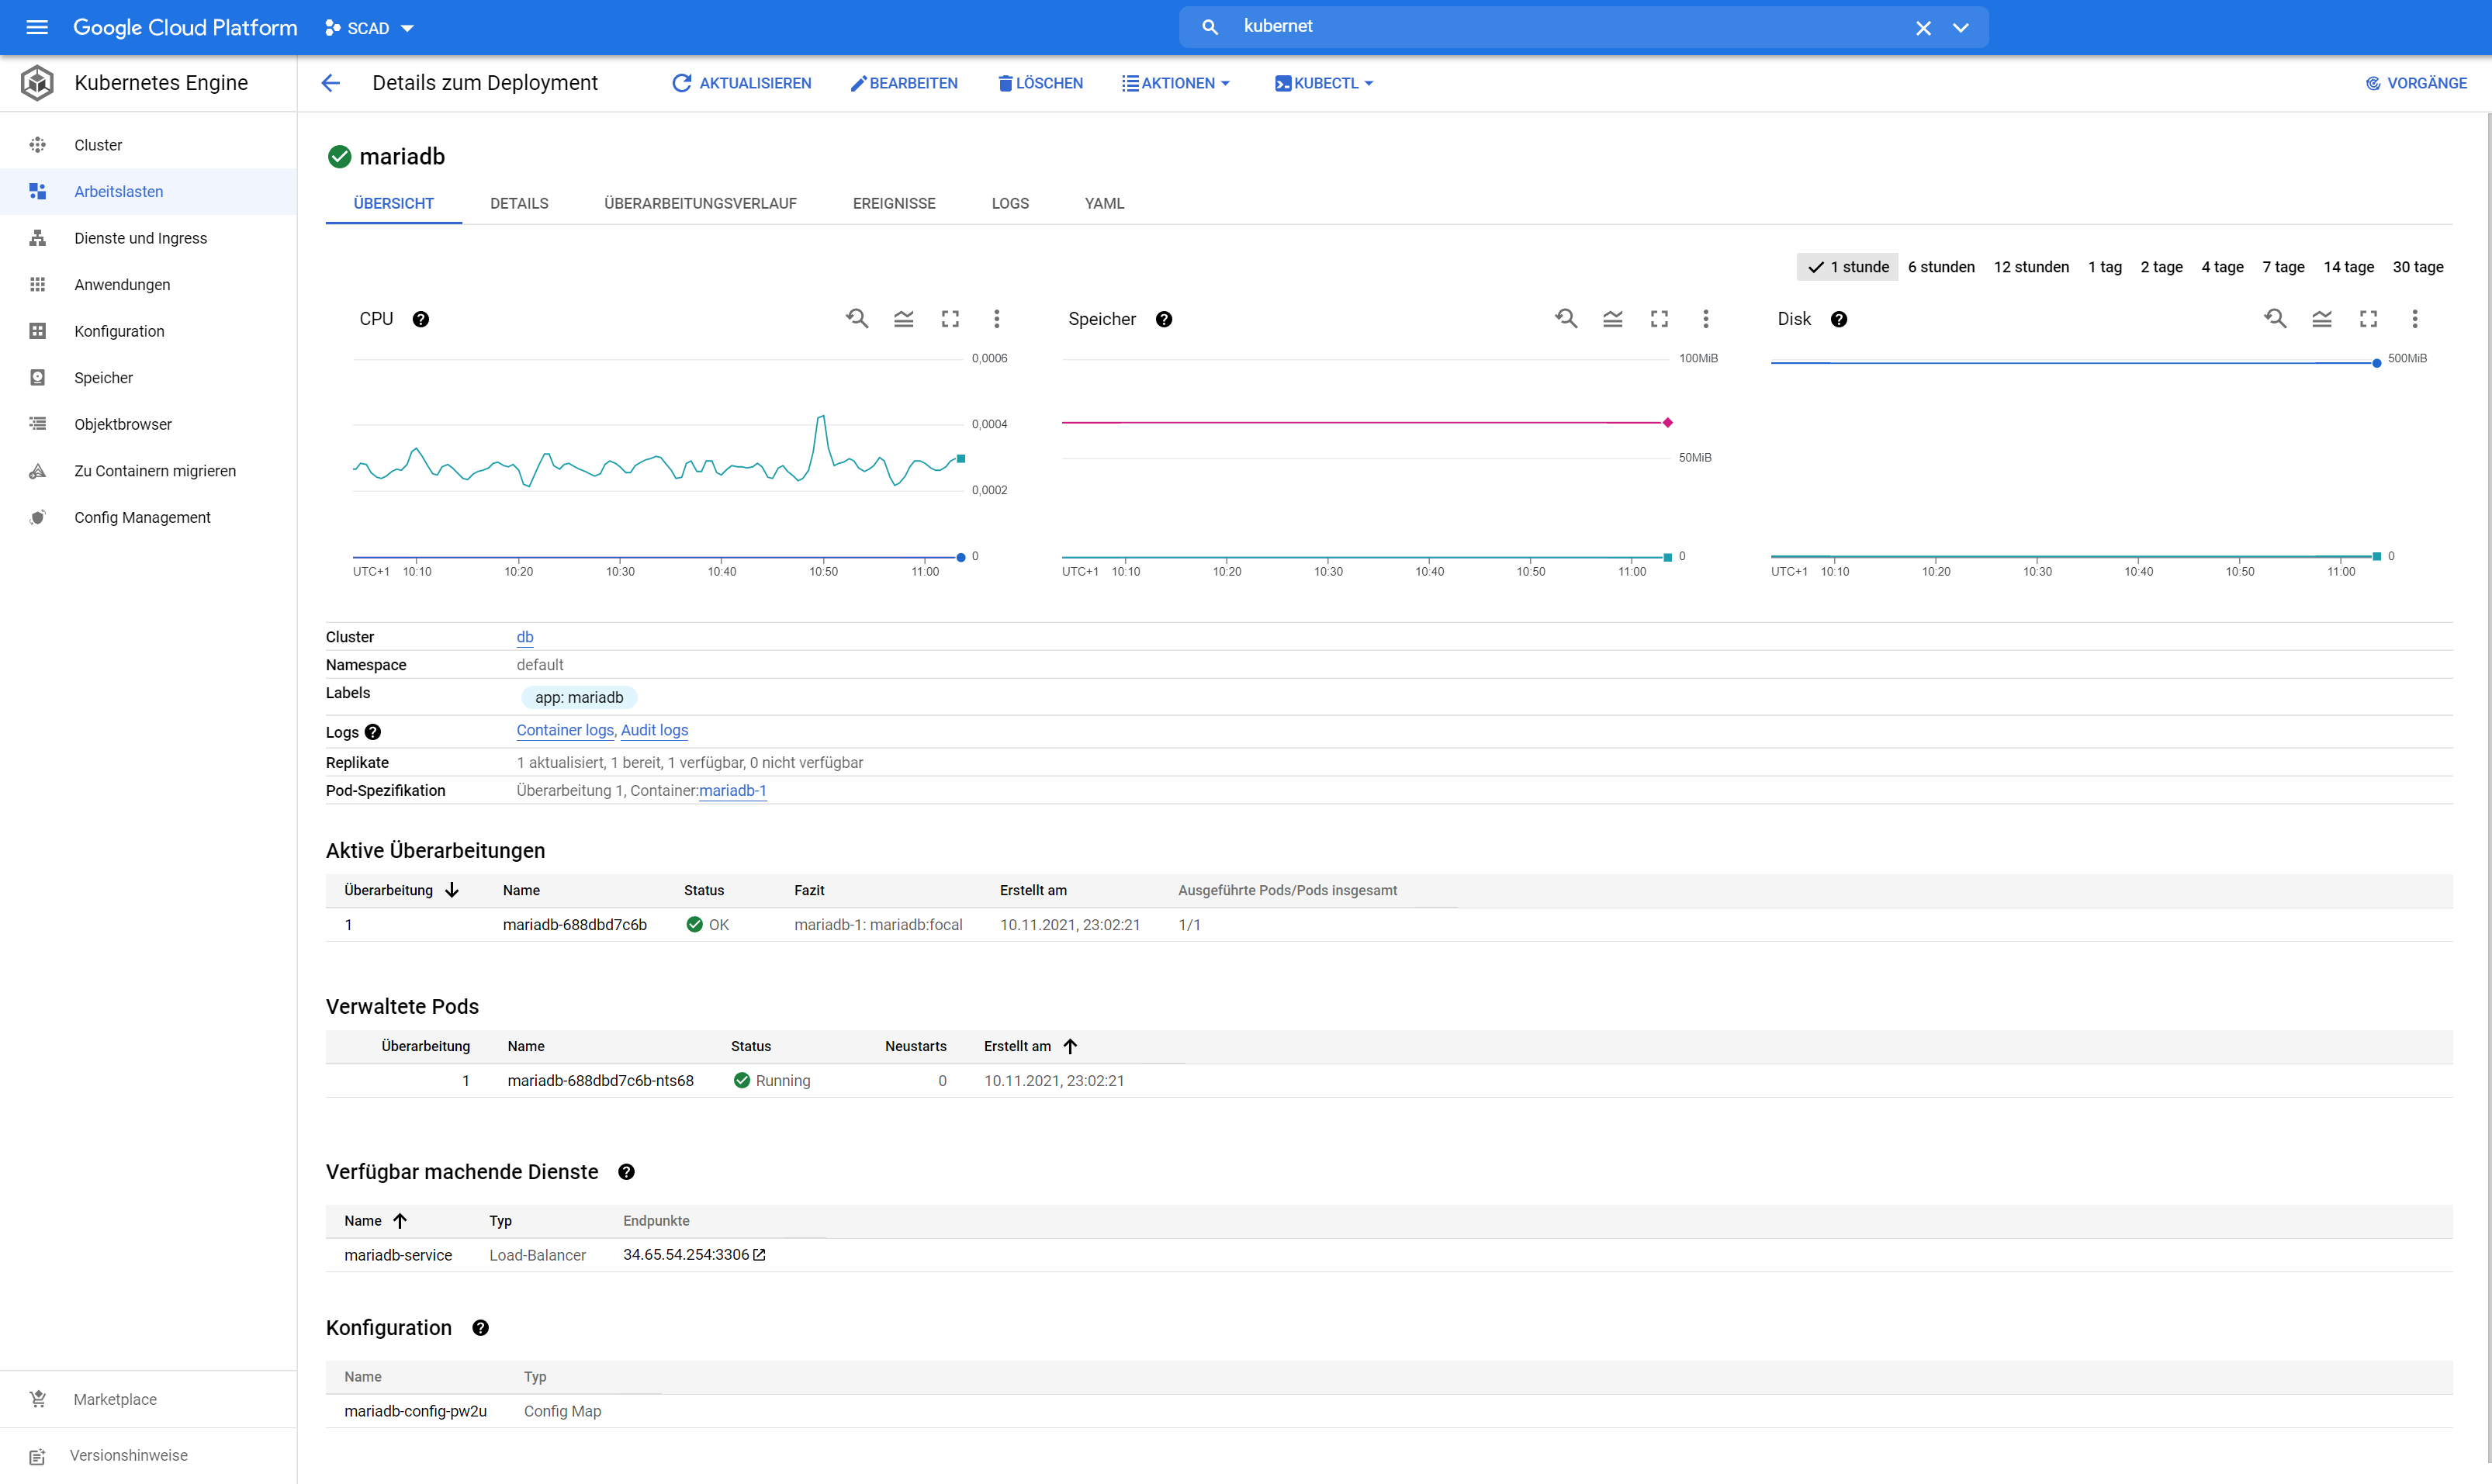 Google Cloud Platform SCAD kubernet
Kubernetes Engine
Details zum Deployment AKTUALISIEREN BEARBEITEN LÖSCHEN AKTIONEN KUBECTL VORGÄNGE
Cluster
Arbeitslasten
Dienste und Ingress
Anwendungen
Konfiguration
Speicher
Objektbrowser
Zu Containern migrieren
Config Management
Marketplace
Versionshinweise
mariadb
ÜBERSICHT DETAILS ÜBERARBEITUNGSVERLAUF EREIGNISSE LOGS YAML
1 stunde 6 stunden 12 stunden 1 tag 2 tage 4 tage 7 tage 14 tage 30 tage
CPU
0,0006
0,0004
0,0002
0
UTC+1 10:10 10:20 10:30 10:40 10:50 11:00
Speicher
100MiB
50MiB
0
UTC+1 10:10 10:20 10:30 10:40 10:50 11:00
Disk
500MiB
0
UTC+1 10:10 10:20 10:30 10:40 10:50 11:00
Cluster db
Namespace default
Labels app: mariadb
Logs Container logs, Audit logs
Replikate 1 aktualisiert, 1 bereit, 1 verfügbar, 0 nicht verfügbar
Pod-Spezifikation Überarbeitung 1, Container:mariadb-1
Aktive Überarbeitungen
Überarbeitung Name Status Fazit Erstellt am Ausgeführte Pods/Pods insgesamt
1 mariadb-688dbd7c6b OK mariadb-1: mariadb:focal 10.11.2021, 23:02:21 1/1
Verwaltete Pods
Überarbeitung Name Status Neustarts Erstellt am
1 mariadb-688dbd7c6b-nts68 Running 0 10.11.2021, 23:02:21
Verfügbar machende Dienste
Name Typ Endpunkte
mariadb-service Load-Balancer 34.65.54.254:3306
Konfiguration
Name Typ
mariadb-config-pw2u Config Map